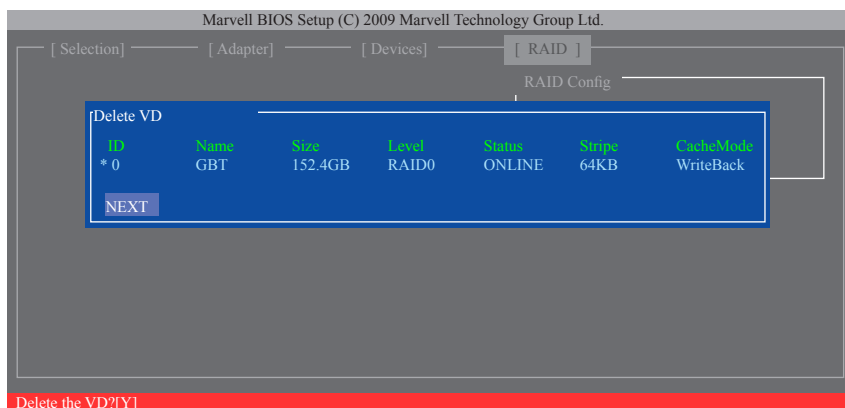 Marvell BIOS Setup (C) 2009 Marvell Technology Group Ltd.
[ Selection] [ Adapter] [ Devices] [ RAID ]
RAID Config
Delete VD
ID Name Size Level Status Stripe CacheMode
* 0 GBT 152.4GB RAID0 ONLINE 64KB WriteBack
NEXT
Delete the VD?[Y]